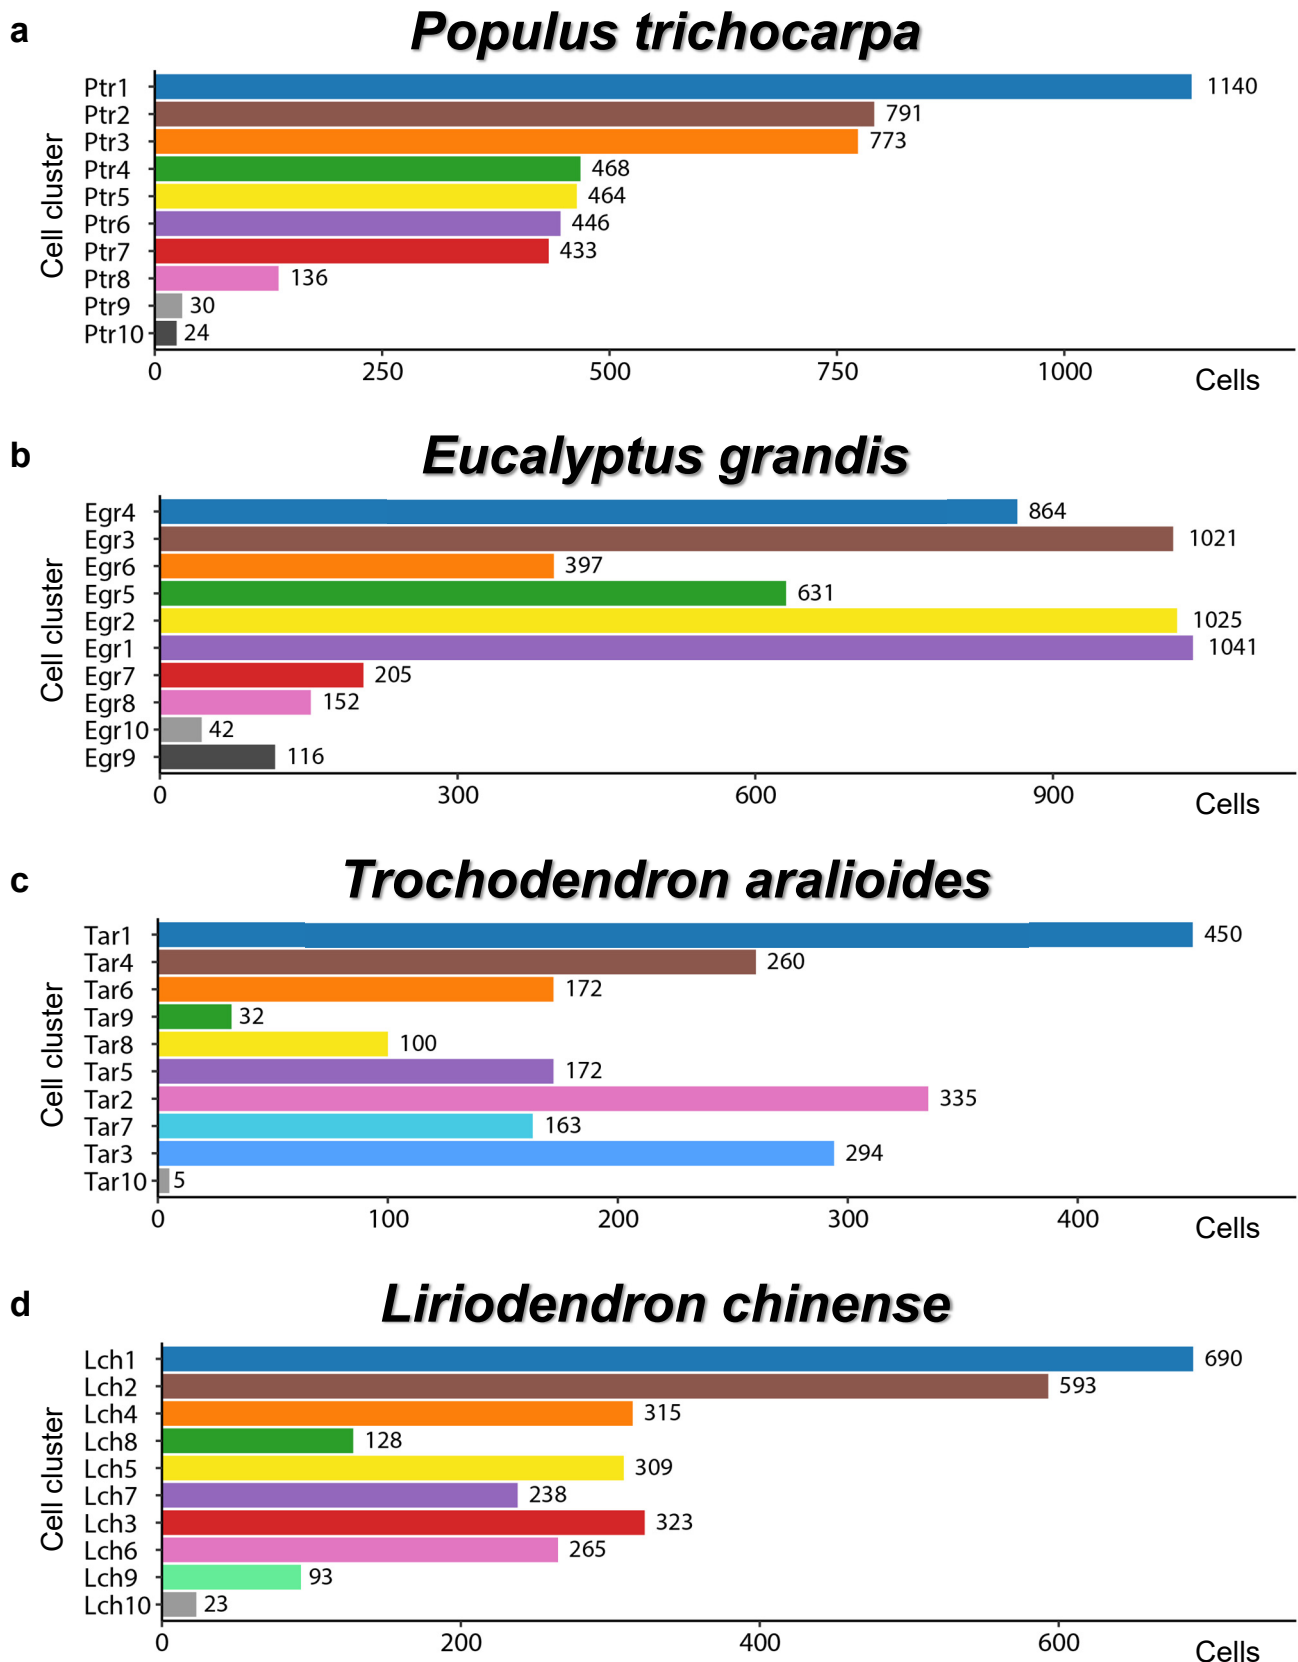 a
Populus trichocarpa
Cell cluster
Ptr1 1140
Ptr2 791
Ptr3 773
Ptr4 468
Ptr5 464
Ptr6 446
Ptr7 433
Ptr8 136
Ptr9 30
Ptr10 24
0 250 500 750 1000 Cells
b
Eucalyptus grandis
Cell cluster
Egr4 864
Egr3 1021
Egr6 397
Egr5 631
Egr2 1025
Egr1 1041
Egr7 205
Egr8 152
Egr10 42
Egr9 116
0 300 600 900 Cells
c
Trochodendron aralioides
Cell cluster
Tar1 450
Tar4 260
Tar6 172
Tar9 32
Tar8 100
Tar5 172
Tar2 335
Tar7 163
Tar3 294
Tar10 5
0 100 200 300 400 Cells
d
Liriodendron chinense
Cell cluster
Lch1 690
Lch2 593
Lch4 315
Lch8 128
Lch5 309
Lch7 238
Lch3 323
Lch6 265
Lch9 93
Lch10 23
0 200 400 600 Cells